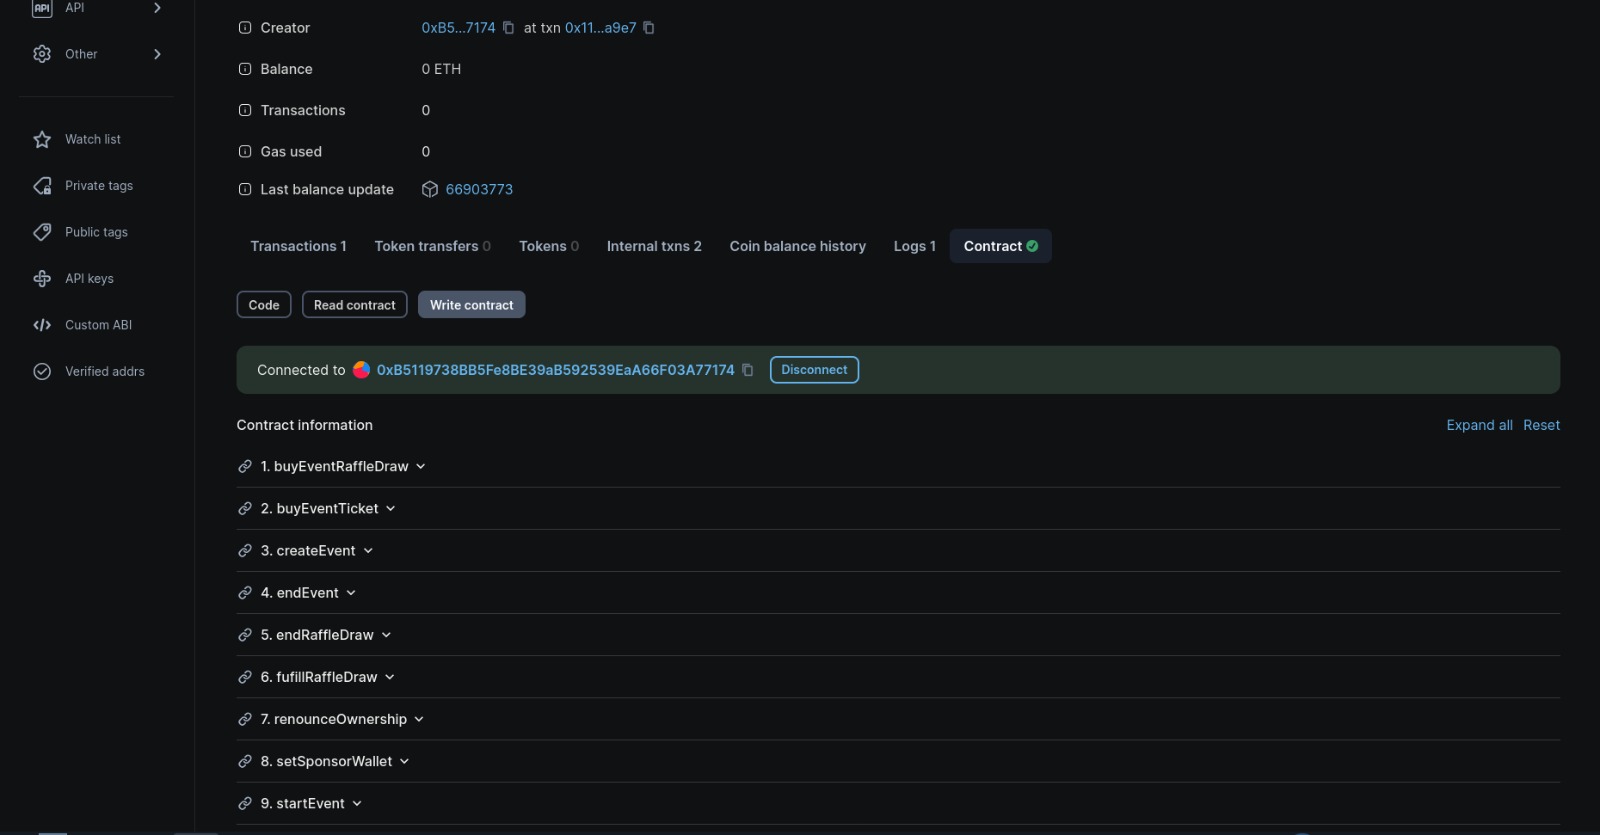 API
API
Other
Watch list
Private tags
Public tags
API keys
Custom ABI
Verified addrs
Creator 0xB5...7174 at txn 0x11...a9e7
Balance 0 ETH
Transactions 0
Gas used 0
Last balance update 66903773
Transactions 1 Token transfers 0 Tokens 0 Internal txns 2 Coin balance history Logs 1 Contract
Code Read contract Write contract
Connected to 0xB5119738BB5Fe8BE39aB592539EaA66F03A77174 Disconnect
Contract information Expand all Reset
1. buyEventRaffleDraw
2. buyEventTicket
3. createEvent
4. endEvent
5. endRaffleDraw
6. fufillRaffleDraw
7. renounceOwnership
8. setSponsorWallet
9. startEvent